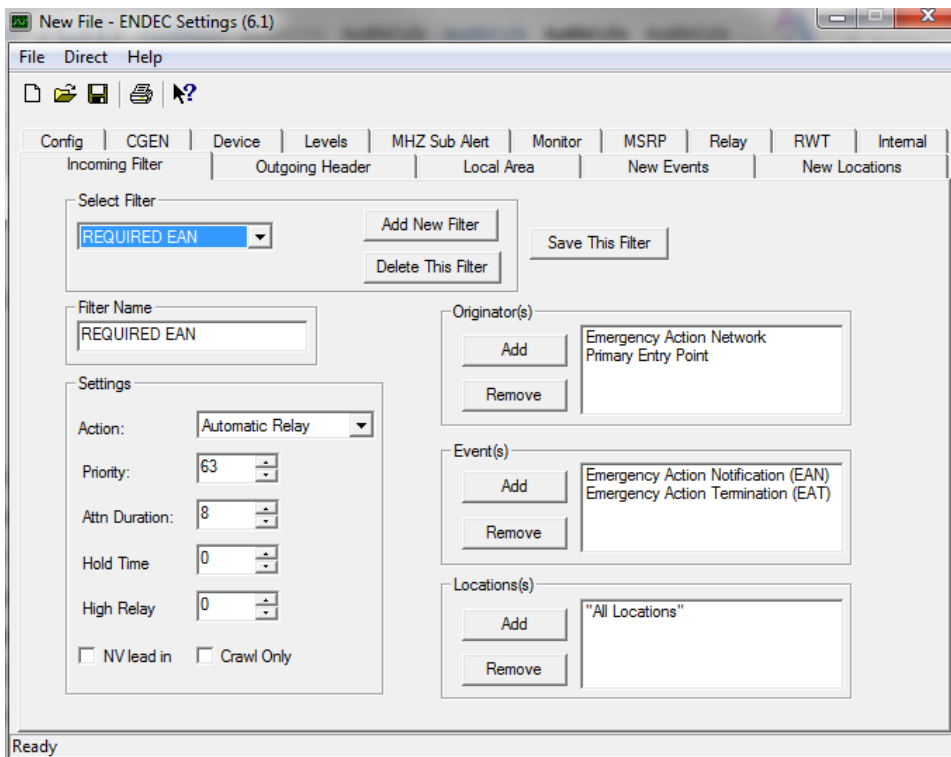 New File - ENDEC Settings (6.1)
File Direct Help
Config CGEN Device Levels MHZ Sub Alert Monitor MSRP Relay RWT Internal
Incoming Filter Outgoing Header Local Area New Events New Locations
Select Filter
REQUIRED EAN
Add New Filter
Delete This Filter
Save This Filter
Filter Name
REQUIRED EAN
Settings
Action: Automatic Relay
Priority: 63
Attn Duration: 8
Hold Time 0
High Relay 0
NV lead in Crawl Only
Originator(s)
Add
Remove
Emergency Action Network
Primary Entry Point
Event(s)
Add
Remove
Emergency Action Notification (EAN)
Emergency Action Termination (EAT)
Locations(s)
Add
Remove
"All Locations"
Ready